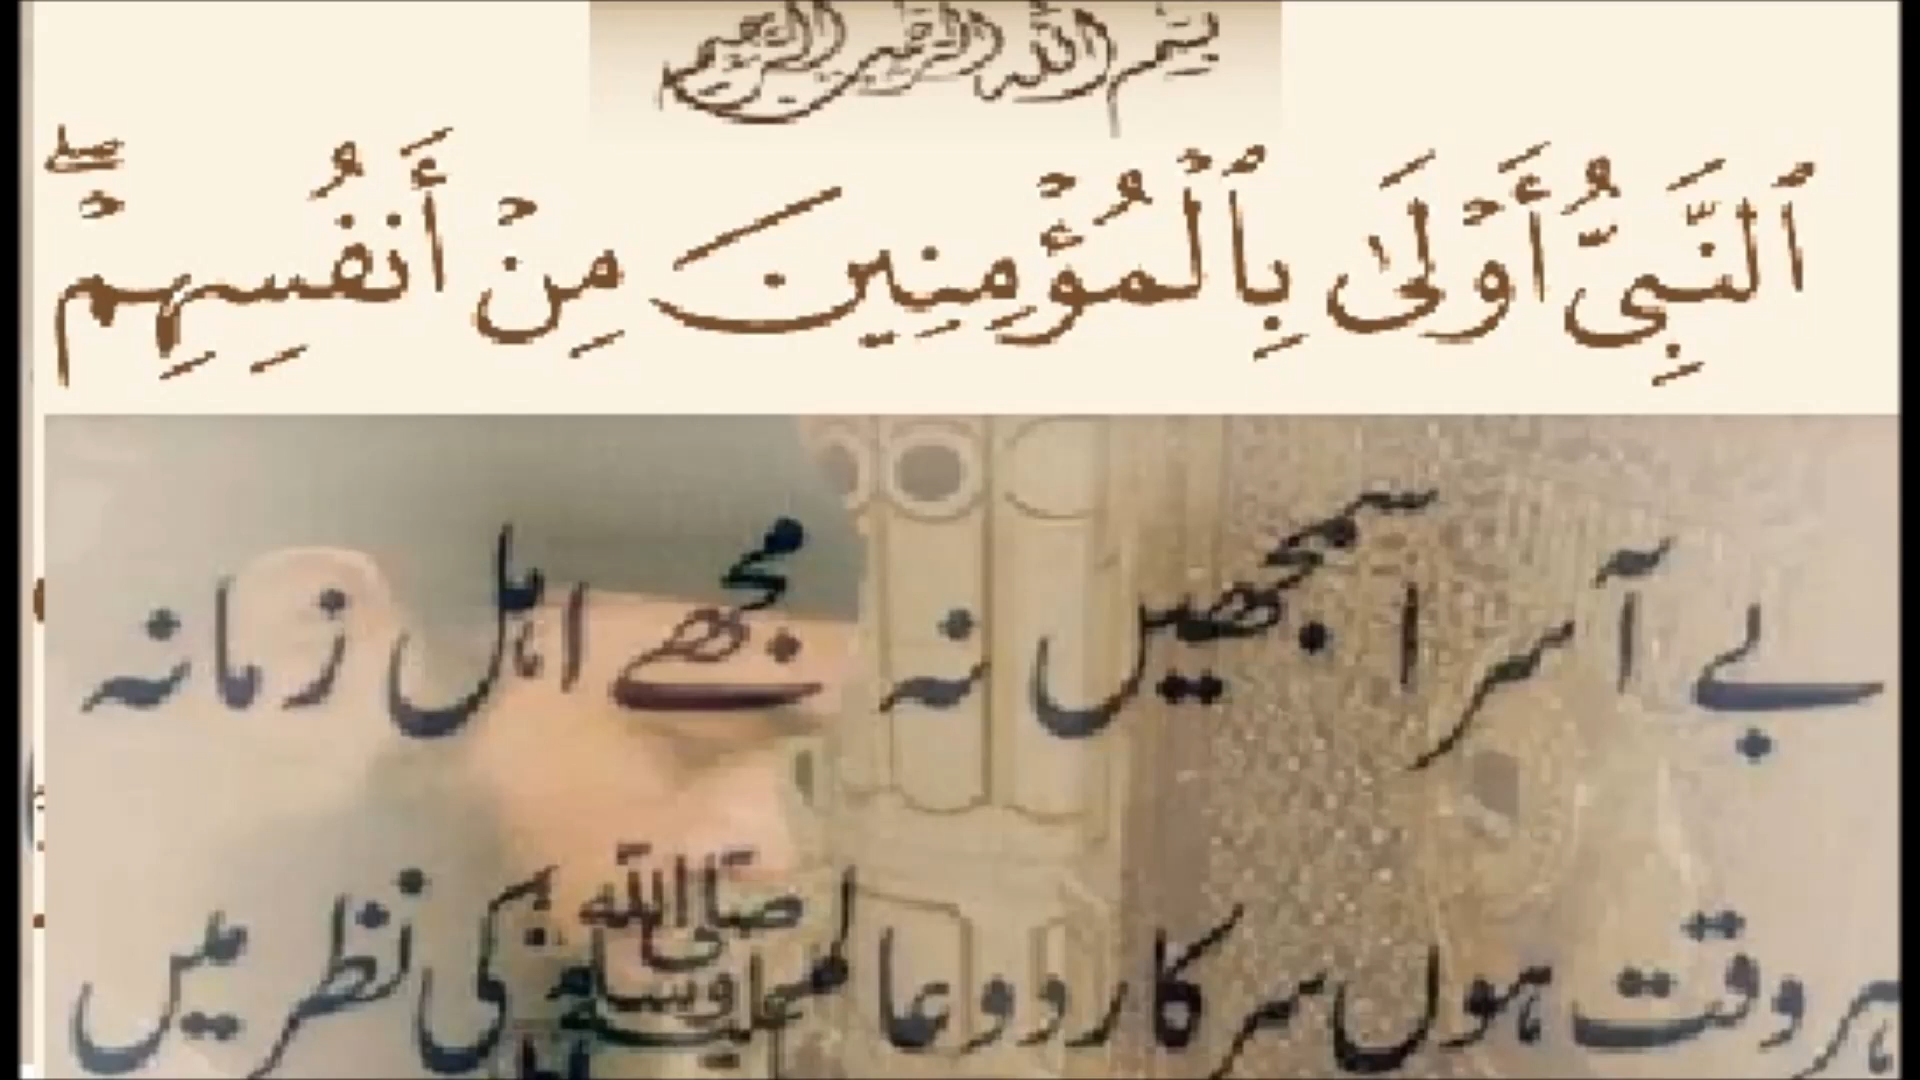 بسم الله الرحمن الرحيم
ٱلنَّبِىُّ أَوْلَىٰ بِٱلْمُؤْمِنِينَ مِنْ أَنفُسِهِمْ ۖ
بے آسرا سمجھیں نہ مجھے اہل زمانہ
ہر وقت ہوں سرکار دو عالم صلی اللہ علیہ وسلم کی نظر میں